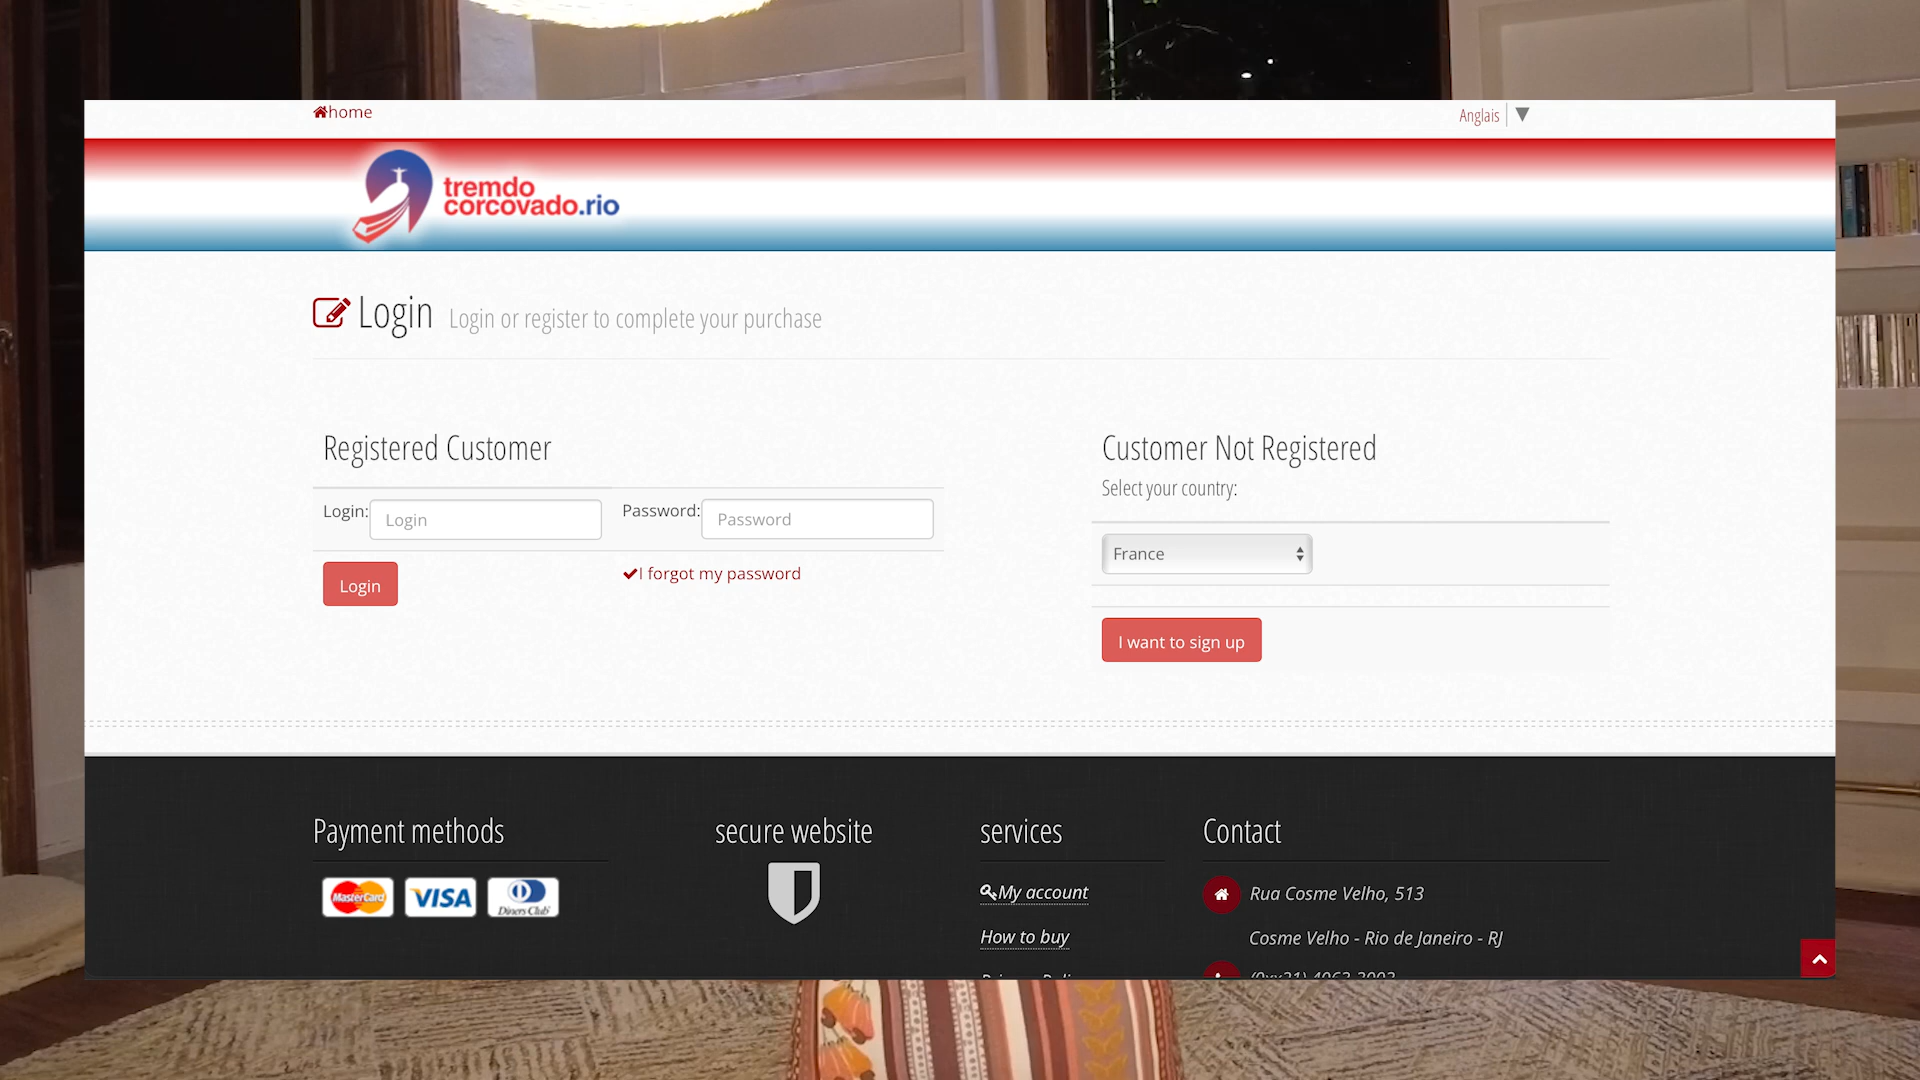 home
Anglais
tremdo
corcovado.rio
Login Login or register to complete your purchase
Registered Customer
Login: Login
Password: Password
Login
I forgot my password
Customer Not Registered
Select your country:
France
I want to sign up
Payment methods
MasterCard
VISA
Diners Club
secure website
services
My account
How to buy
Contact
Rua Cosme Velho, 513
Cosme Velho - Rio de Janeiro - RJ